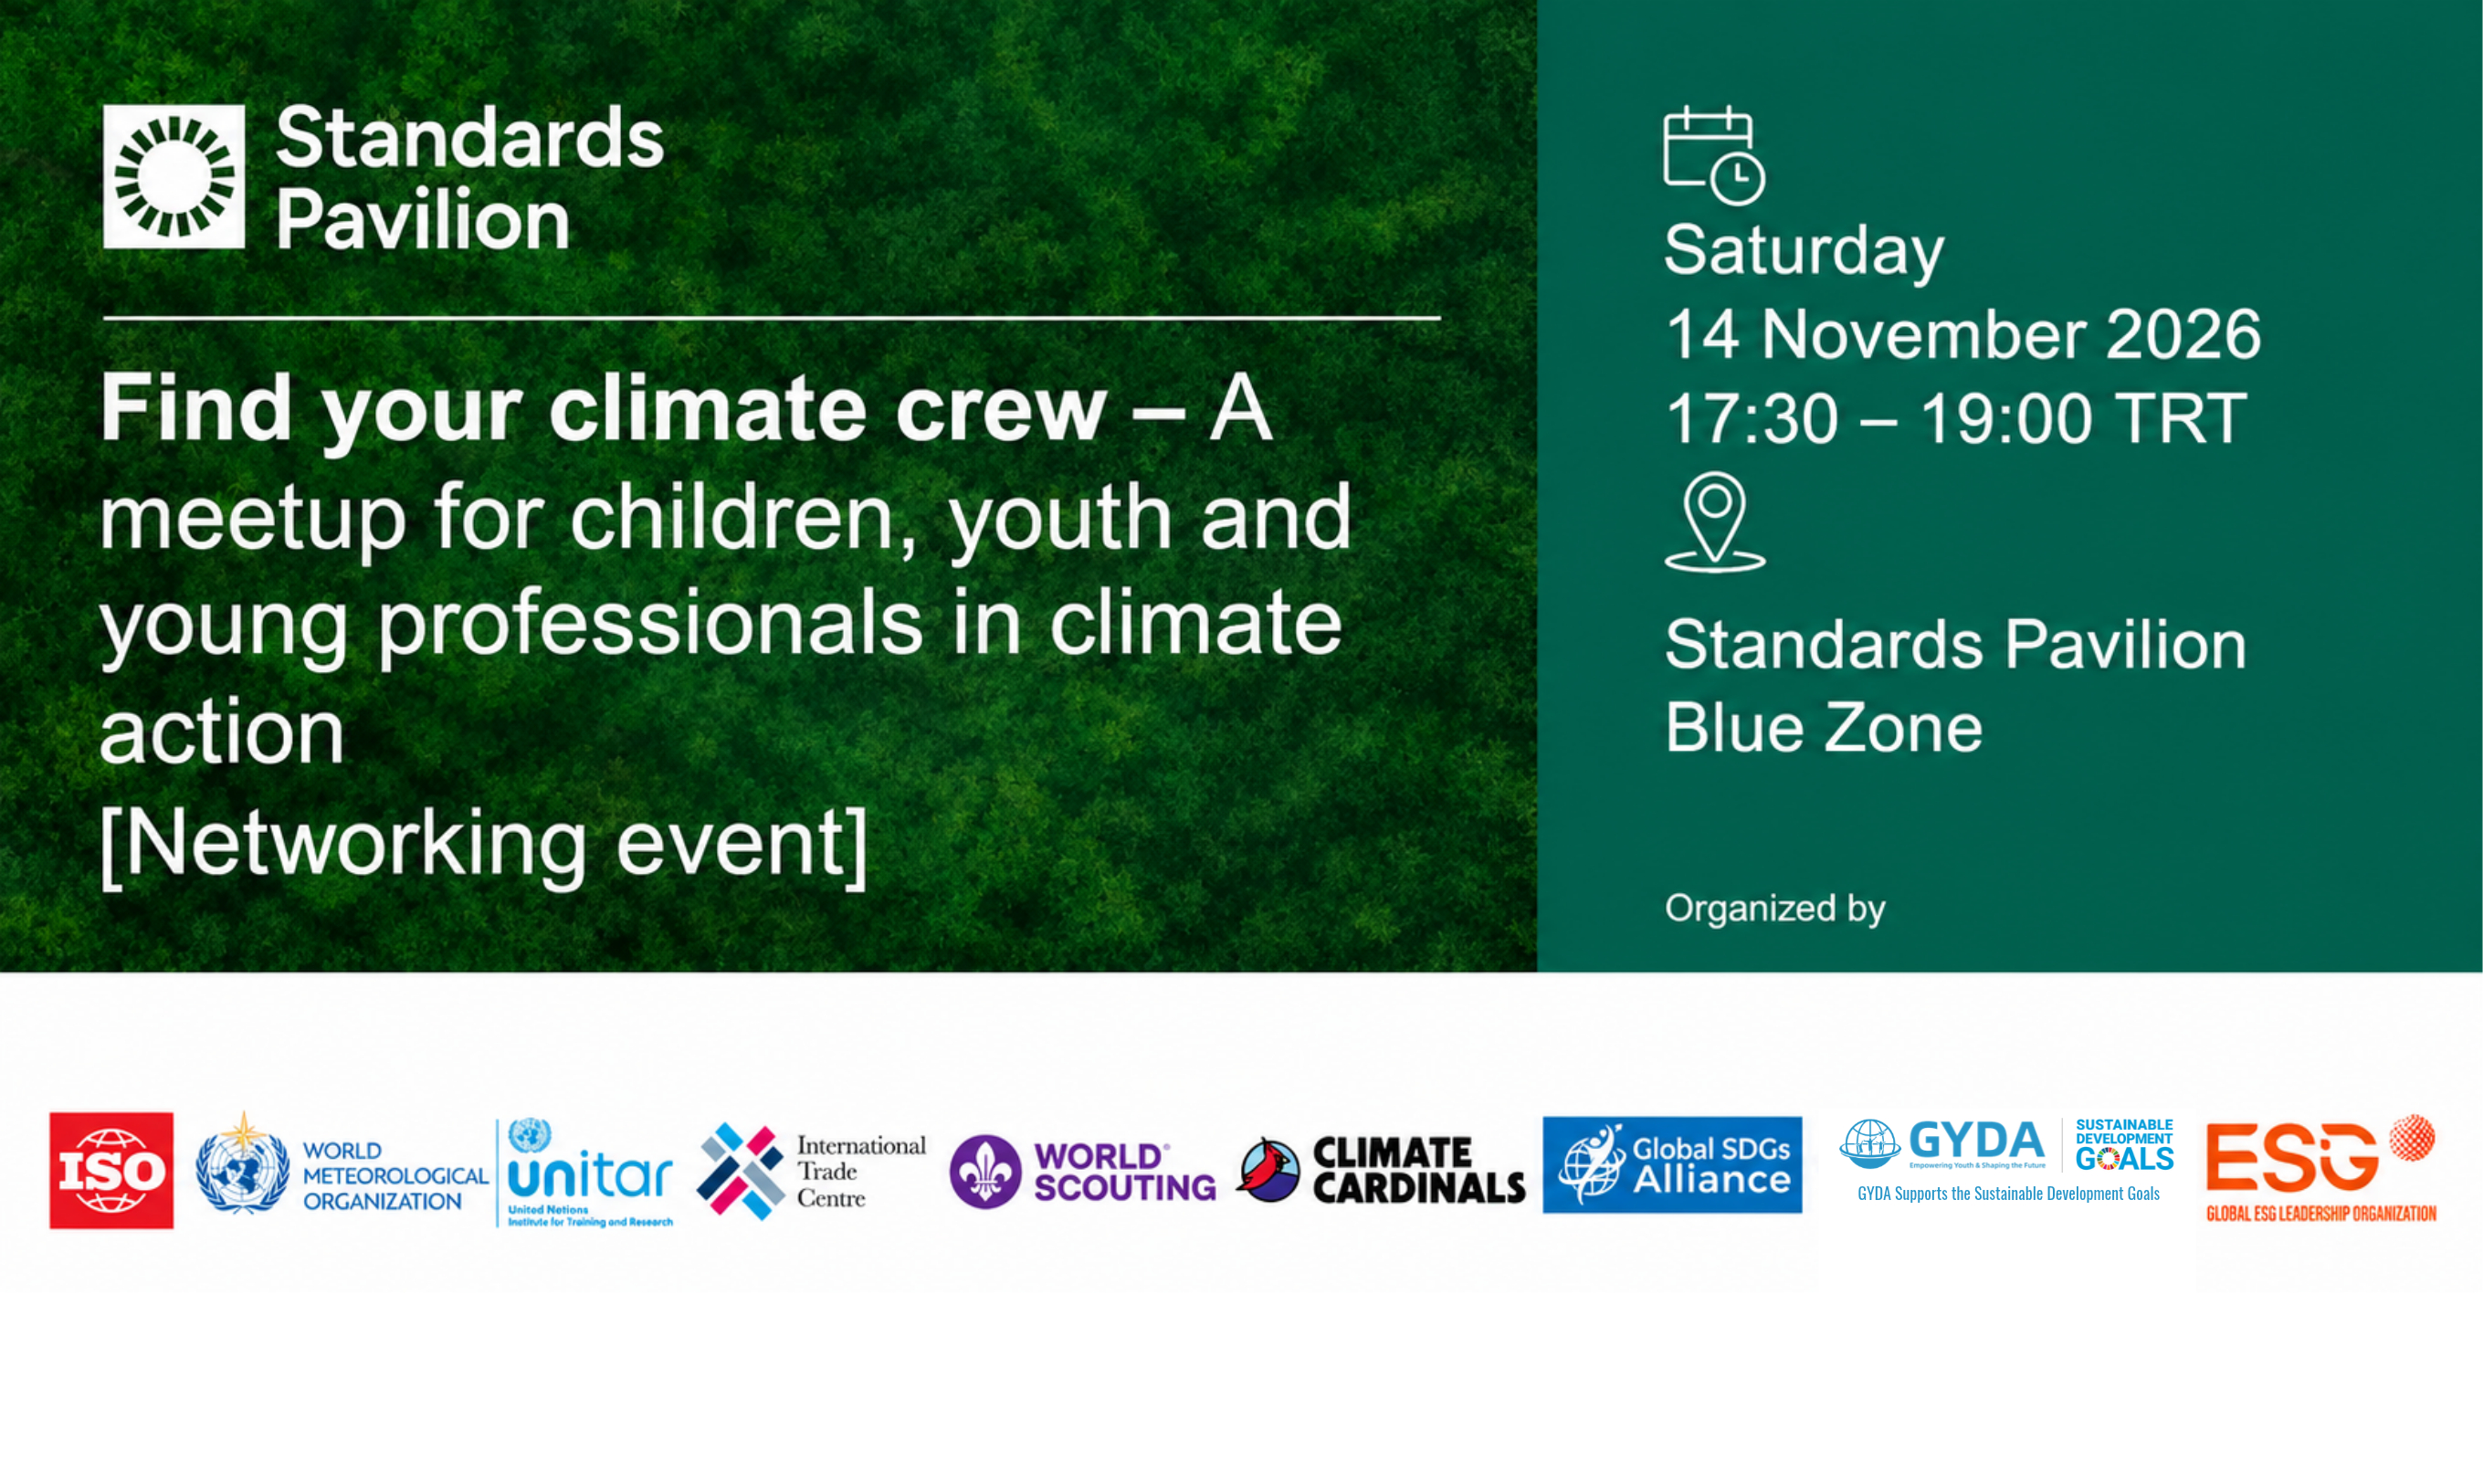 Standards
Pavilion
Find your climate crew – A
meetup for children, youth and
young professionals in climate
action
[Networking event]
Saturday
14 November 2026
17:30 – 19:00 TRT
Standards Pavilion
Blue Zone
Organized by
ISO
WORLD
METEOROLOGICAL
ORGANIZATION
unitar
United Nations
Institute for Training and Research
International
Trade
Centre
WORLD®
SCOUTING
CLIMATE
CARDINALS
Global SDGs
Alliance
GYDA
Empowering Youth & Shaping the Future
SUSTAINABLE
DEVELOPMENT
GOALS
GYDA Supports the Sustainable Development Goals
ESG
GLOBAL ESG LEADERSHIP ORGANIZATION